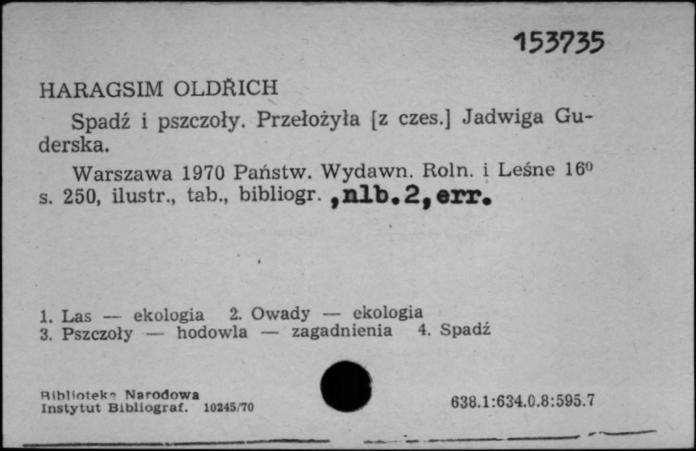 153735
HARAGSIM OLDŘICH
Spadź i pszczoły. Przełożyła [z czes.] Jadwiga Gu-
derska.
Warszawa 1970 Państw. Wydawn. Roln. i Leśne 16⁰
s. 250, ilustr., tab., bibliogr. ,nlb.2,err.
1. Las — ekologia 2. Owady — ekologia
3. Pszczoły — hodowla — zagadnienia 4. Spadź
Biblioteka Narodowa
Instytut Bibliograf. 10245/70
638.1:634.0.8:595.7